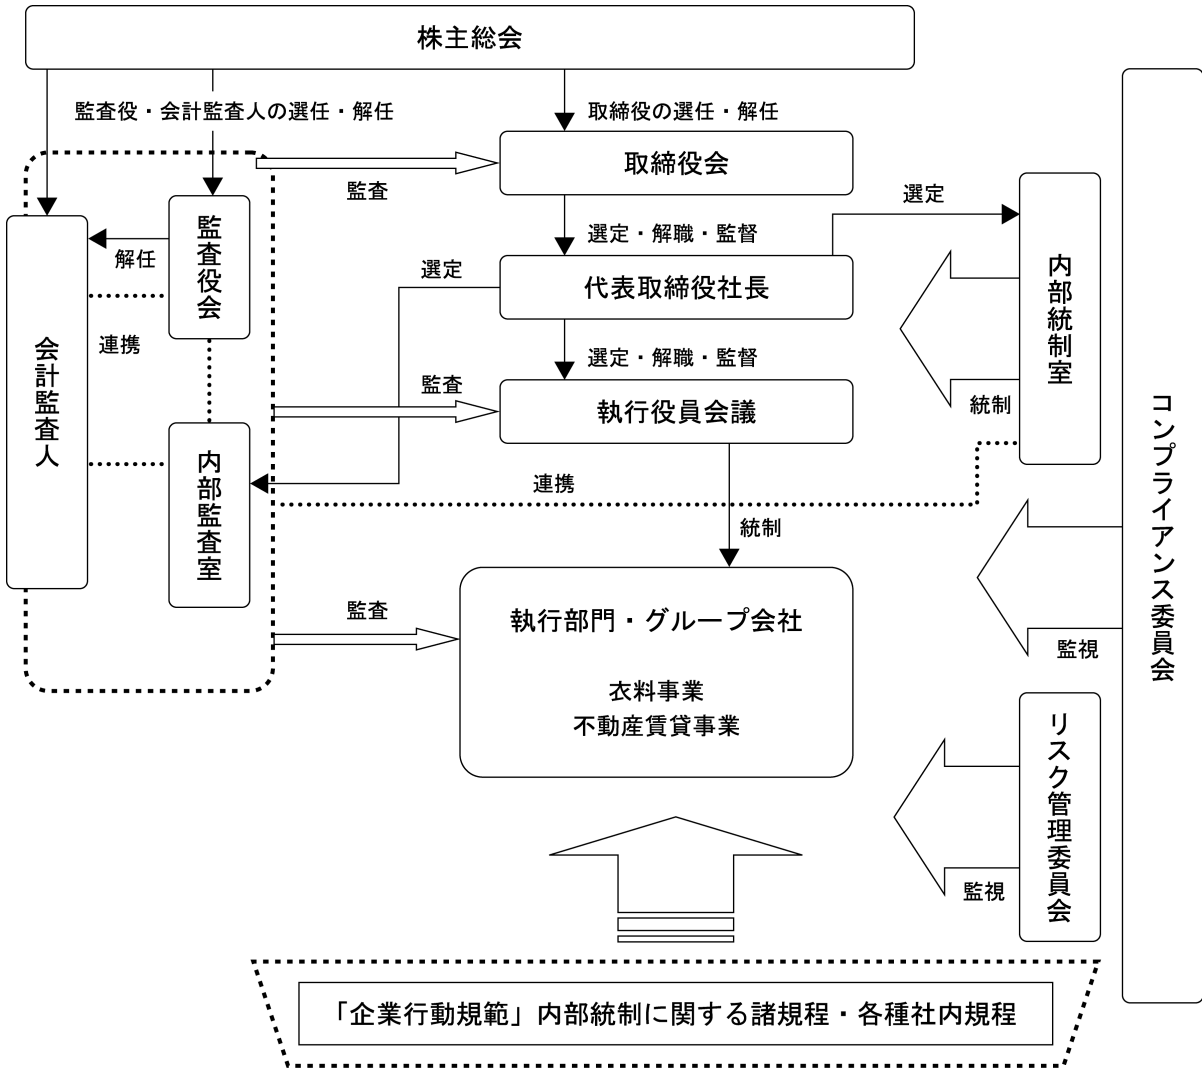 株主総会
監査役・会計監査人の選任・解任
取締役の選任・解任
取締役会
監査
選定
監査役会
解任
選定・解職・監督
選定
代表取締役社長
内部統制室
連携
会計監査人
選定・解職・監督
監査
執行役員会議
統制
コンプライアンス委員会
内部監査室
連携
統制
監査
執行部門・グループ会社
監視
衣料事業
不動産賃貸事業
リスク管理委員会
監視
「企業行動規範」内部統制に関する諸規程・各種社内規程